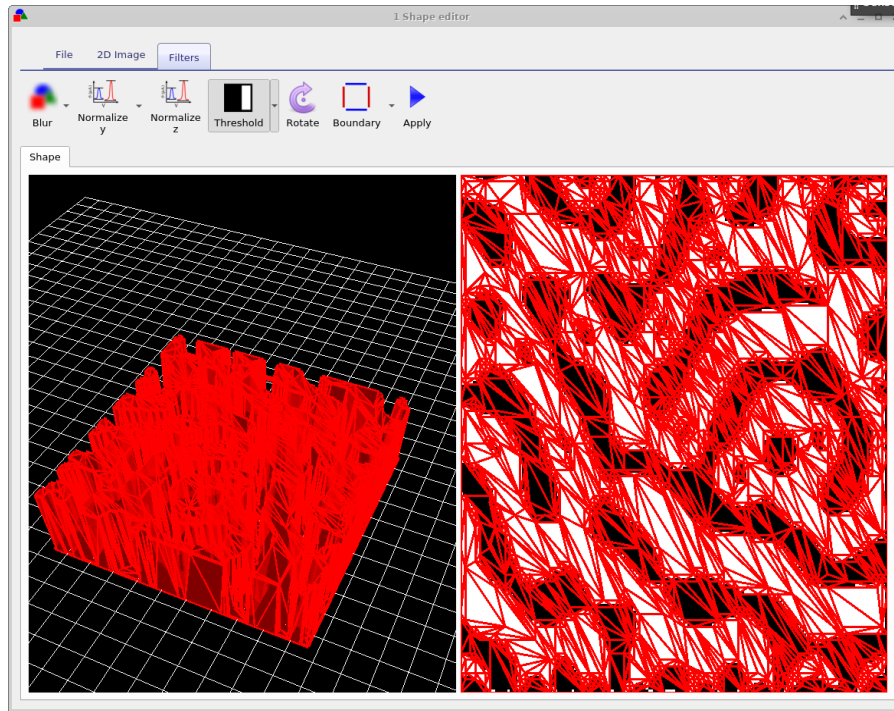 1 Shape editor
File 2D Image Filters
Blur Normalize y Normalize z Threshold Rotate Boundary Apply
Shape